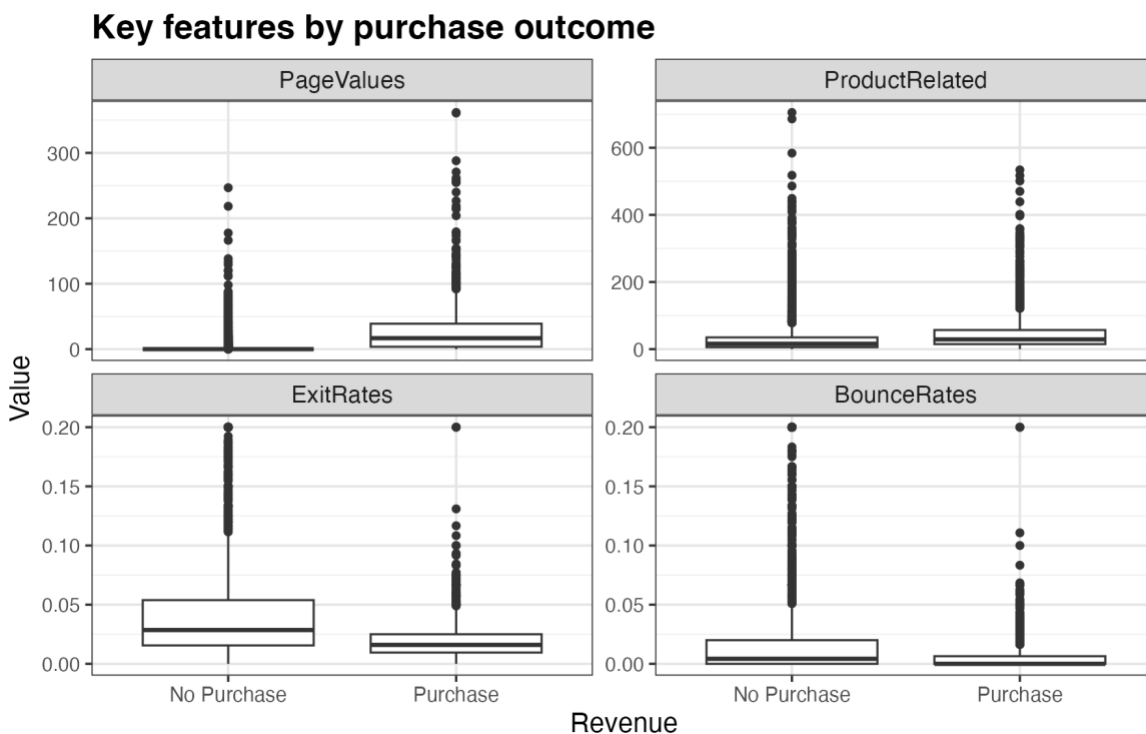 Key features by purchase outcome
PageValues
ProductRelated
300
200
100
0
600
400
200
0
Value
ExitRates
BounceRates
0.20
0.15
0.10
0.05
0.00
0.20
0.15
0.10
0.05
0.00
No Purchase
Purchase
No Purchase
Purchase
Revenue